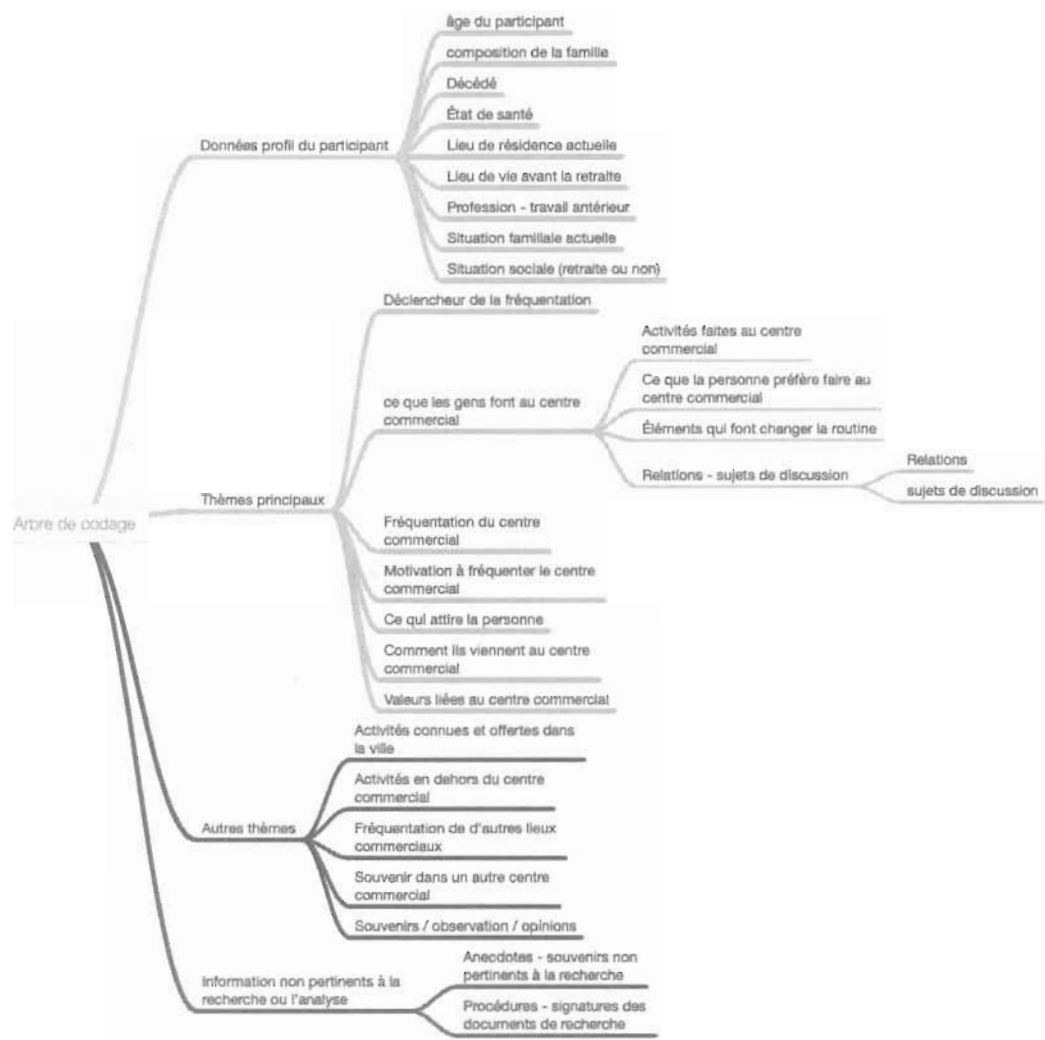 âge du participant
composition de la famille
Décédé
État de santé
Données profil du participant
Lieu de résidence actuelle
Lieu de vie avant la retraite
Profession - travail antérieur
Situation familiale actuelle
Situation sociale (retraite ou non)
Déclencheur de la fréquentation
Activités faites au centre
commercial
Ce que la personne préfère faire au
centre commercial
ce que les gens font au centre
commercial
Éléments qui font changer la routine
Relations - sujets de discussion
Relations
sujets de discussion
Thèmes principaux
Arbre de codage
Fréquentation du centre
commercial
Motivation à fréquenter le centre
commercial
Ce qui attire la personne
Comment ils viennent au centre
commercial
Valeurs liées au centre commercial
Activités connues et offertes dans
la ville
Activités en dehors du centre
commercial
Autres thèmes
Fréquentation de d'autres lieux
commerciaux
Souvenir dans un autre centre
commercial
Souvenirs / observation / opinions
Information non pertinents à la
recherche ou l'analyse
Anecdotes - souvenirs non
pertinents à la recherche
Procédures - signatures des
documents de recherche